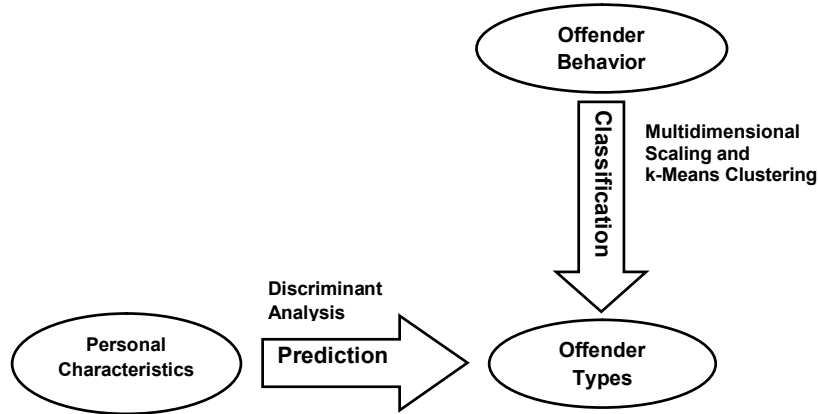 Offender
Behavior
Classification
Multidimensional
Scaling and
k-Means Clustering
Discriminant
Analysis
Personal
Characteristics
Prediction
Offender
Types